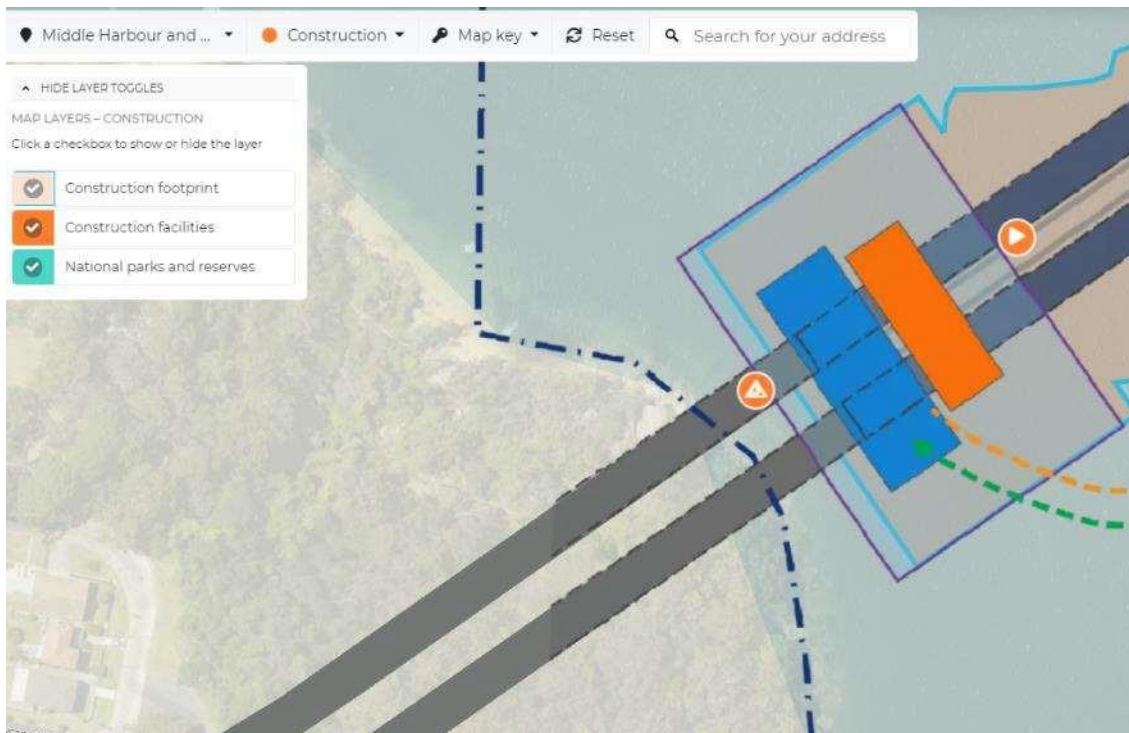 Middle Harbour and ... Construction Map key Reset Search for your address
HIDE LAYER TOGGLES
MAP LAYERS – CONSTRUCTION
Click a checkbox to show or hide the layer
Construction footprint
Construction facilities
National parks and reserves